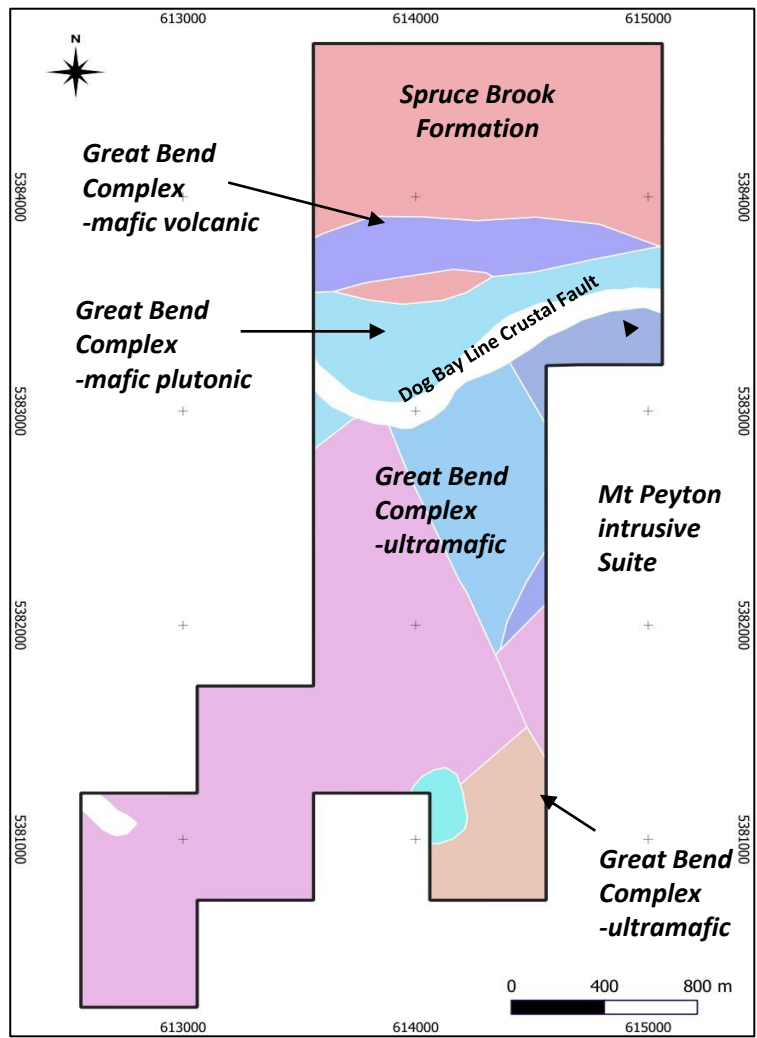 613000
614000
615000
N
Spruce Brook
Formation
Great Bend
Complex
-mafic volcanic
5384000
5384000
Great Bend
Complex
-mafic plutonic
Dog Bay Line Crustal Fault
5383000
5383000
Great Bend
Complex
-ultramafic
Mt Peyton
intrusive
Suite
5382000
5382000
5381000
5381000
Great Bend
Complex
-ultramafic
0 400 800 m
613000
614000
615000